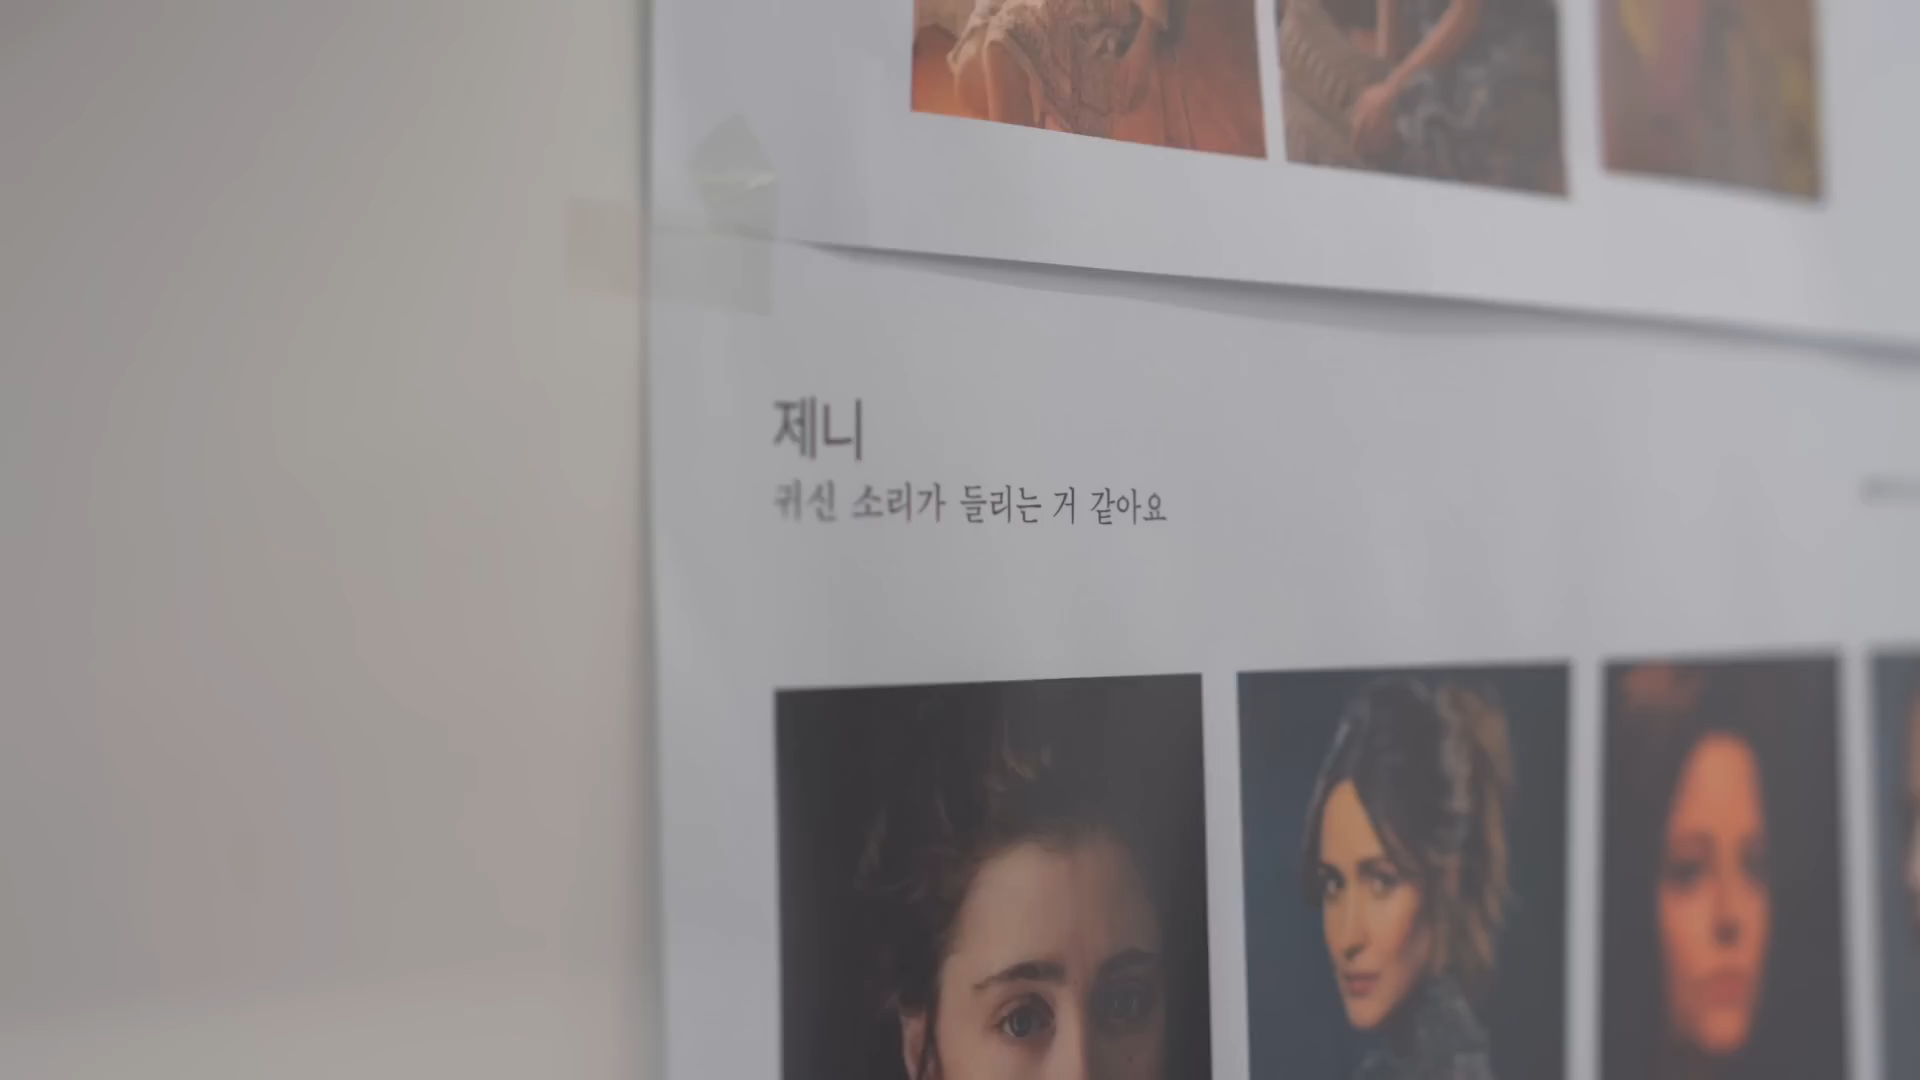 제니
귀신 소리가 들리는 거 같아요